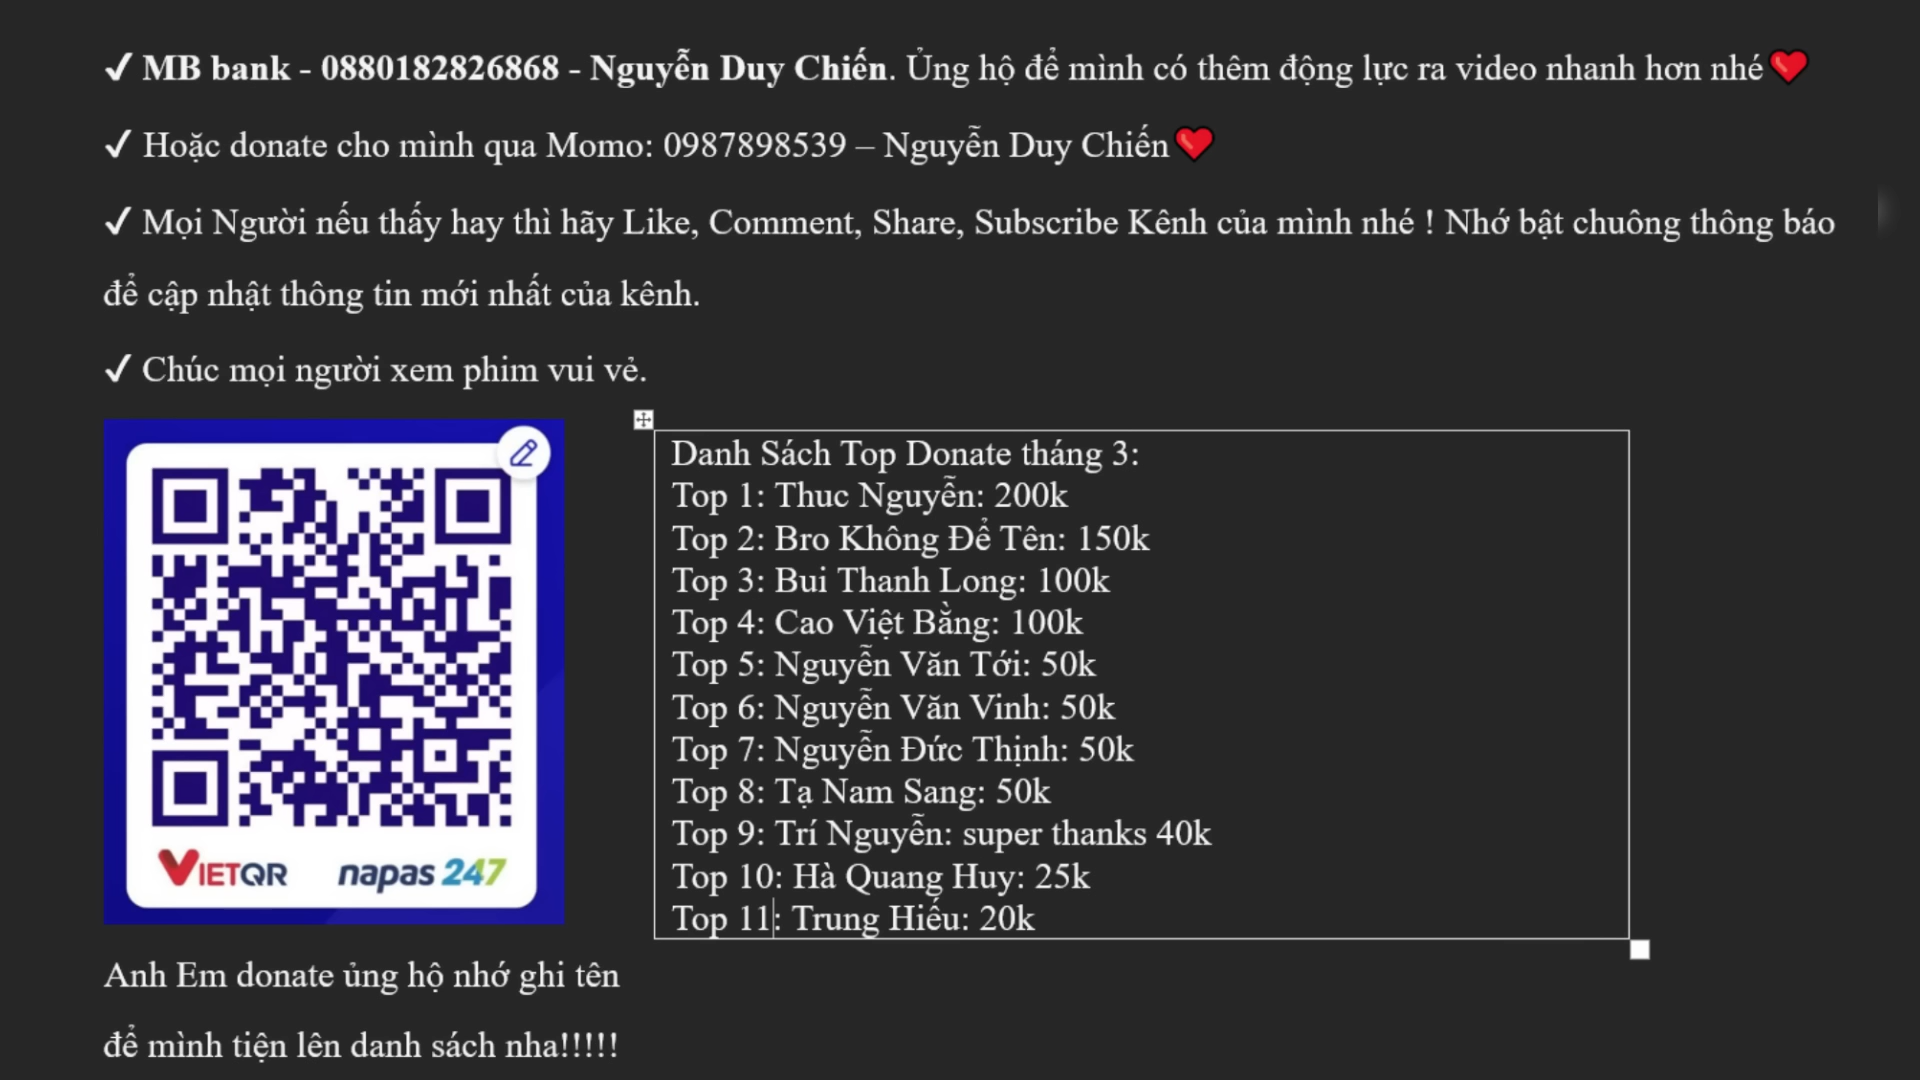 ✓ MB bank - 0880182826868 - Nguyễn Duy Chiến. Ủng hộ để mình có thêm động lực ra video nhanh hơn nhé❤️
✓ Hoặc donate cho mình qua Momo: 0987898539 – Nguyễn Duy Chiến❤️
✓ Mọi Người nếu thấy hay thì hãy Like, Comment, Share, Subscribe Kênh của mình nhé ! Nhớ bật chuông thông báo
để cập nhật thông tin mới nhất của kênh.
✓ Chúc mọi người xem phim vui vẻ.
VIETQR napas 247
Danh Sách Top Donate tháng 3:
Top 1: Thuc Nguyễn: 200k
Top 2: Bro Không Để Tên: 150k
Top 3: Bui Thanh Long: 100k
Top 4: Cao Việt Bằng: 100k
Top 5: Nguyễn Văn Tới: 50k
Top 6: Nguyễn Văn Vinh: 50k
Top 7: Nguyễn Đức Thịnh: 50k
Top 8: Tạ Nam Sang: 50k
Top 9: Trí Nguyễn: super thanks 40k
Top 10: Hà Quang Huy: 25k
Top 11: Trung Hiếu: 20k
Anh Em donate ủng hộ nhớ ghi tên
để mình tiện lên danh sách nha!!!!!